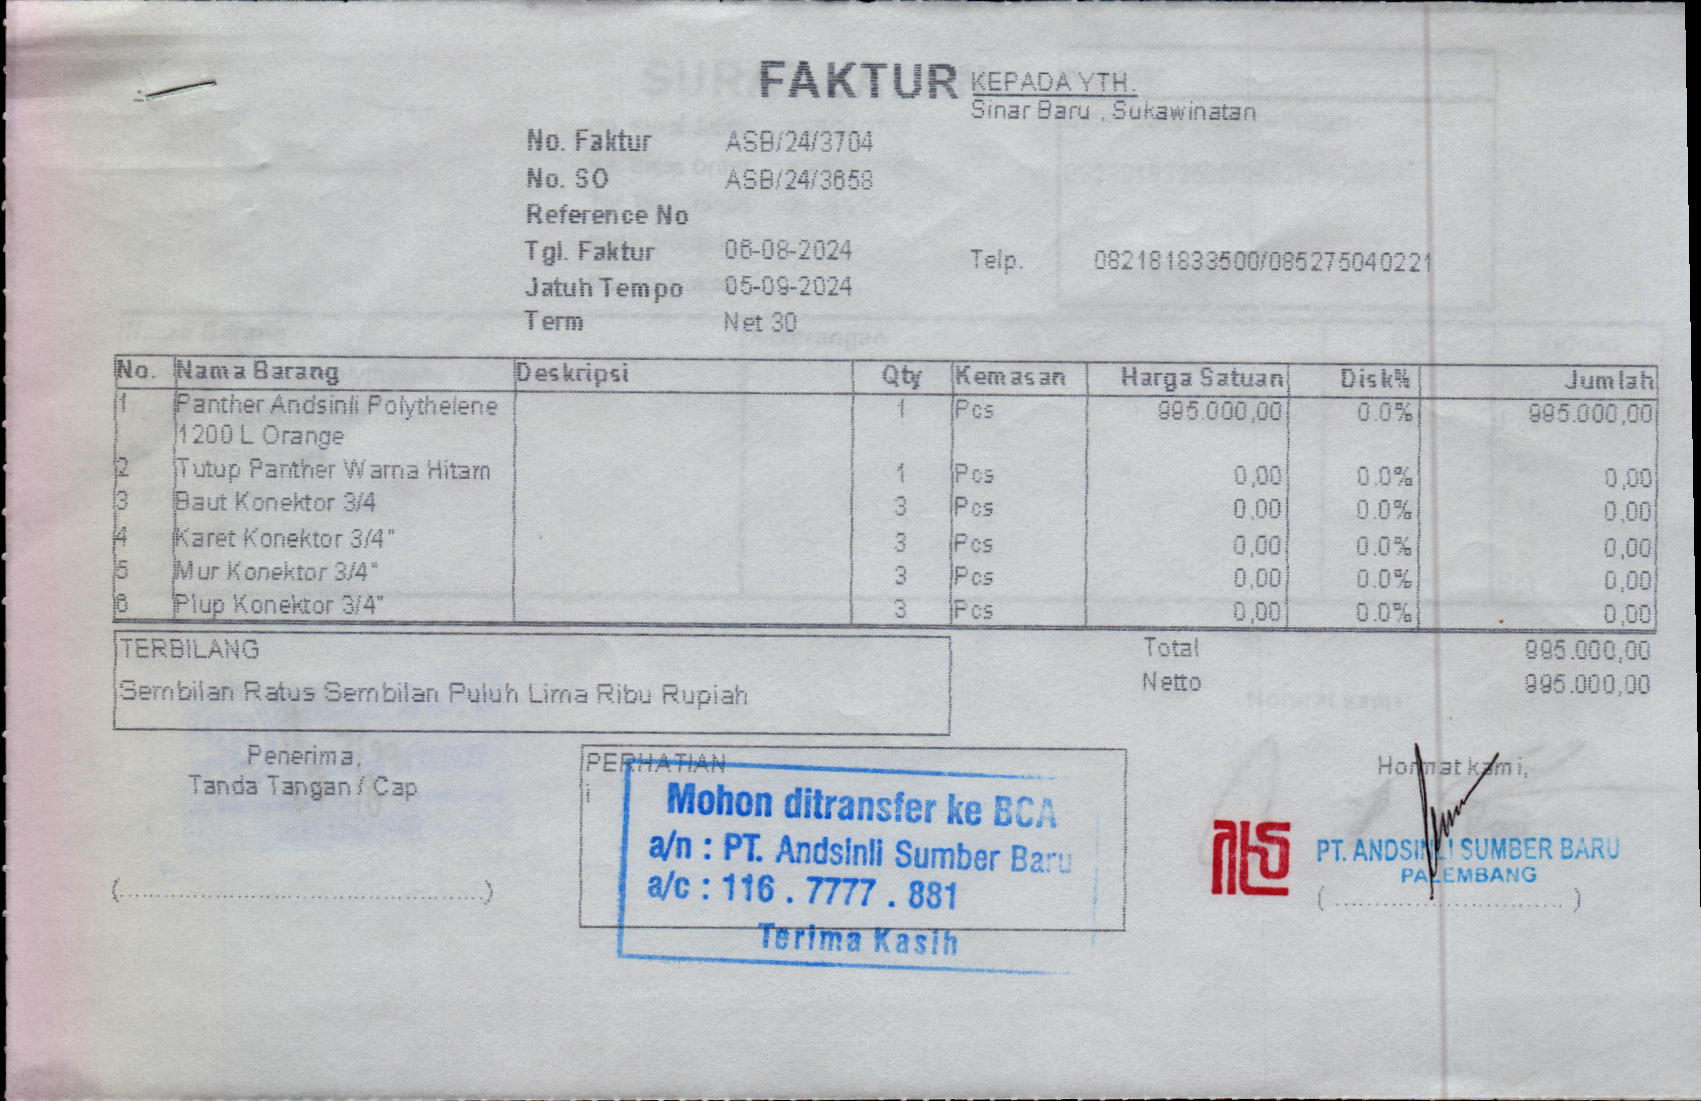 FAKTUR
KEPADA YTH.
Sinar Baru , Sukawinatan
No. Faktur ASB/24/3704
No. SO ASB/24/3658
Reference No
Tgl. Faktur 06-08-2024
Telp. 082181833500/085275040221
Jatuh Tempo 05-09-2024
Term Net 30
No. Nama Barang Deskripsi Qty Kemasan Harga Satuan Disk% Jumlah
1 Panther Andsinli Polythelene 1 Pcs 995.000,00 0.0% 995.000,00
1200 L Orange
2 Tutup Panther Warna Hitam 1 Pcs 0,00 0.0% 0,00
3 Baut Konektor 3/4 3 Pcs 0,00 0.0% 0,00
4 Karet Konektor 3/4" 3 Pcs 0,00 0.0% 0,00
5 Mur Konektor 3/4" 3 Pcs 0,00 0.0% 0,00
6 Plup Konektor 3/4" 3 Pcs 0,00 0.0% 0,00
TERBILANG
Sembilan Ratus Sembilan Puluh Lima Ribu Rupiah
Total 995.000,00
Netto 995.000,00
Penerima,
Tanda Tangan / Cap
(....................................................)
PERHATIAN
Mohon ditransfer ke BCA
a/n : PT. Andsinli Sumber Baru
a/c : 116 . 7777 . 881
Terima Kasih
Hormat kami,
PT. ANDSINLI SUMBER BARU
PALEMBANG
( ................................. )